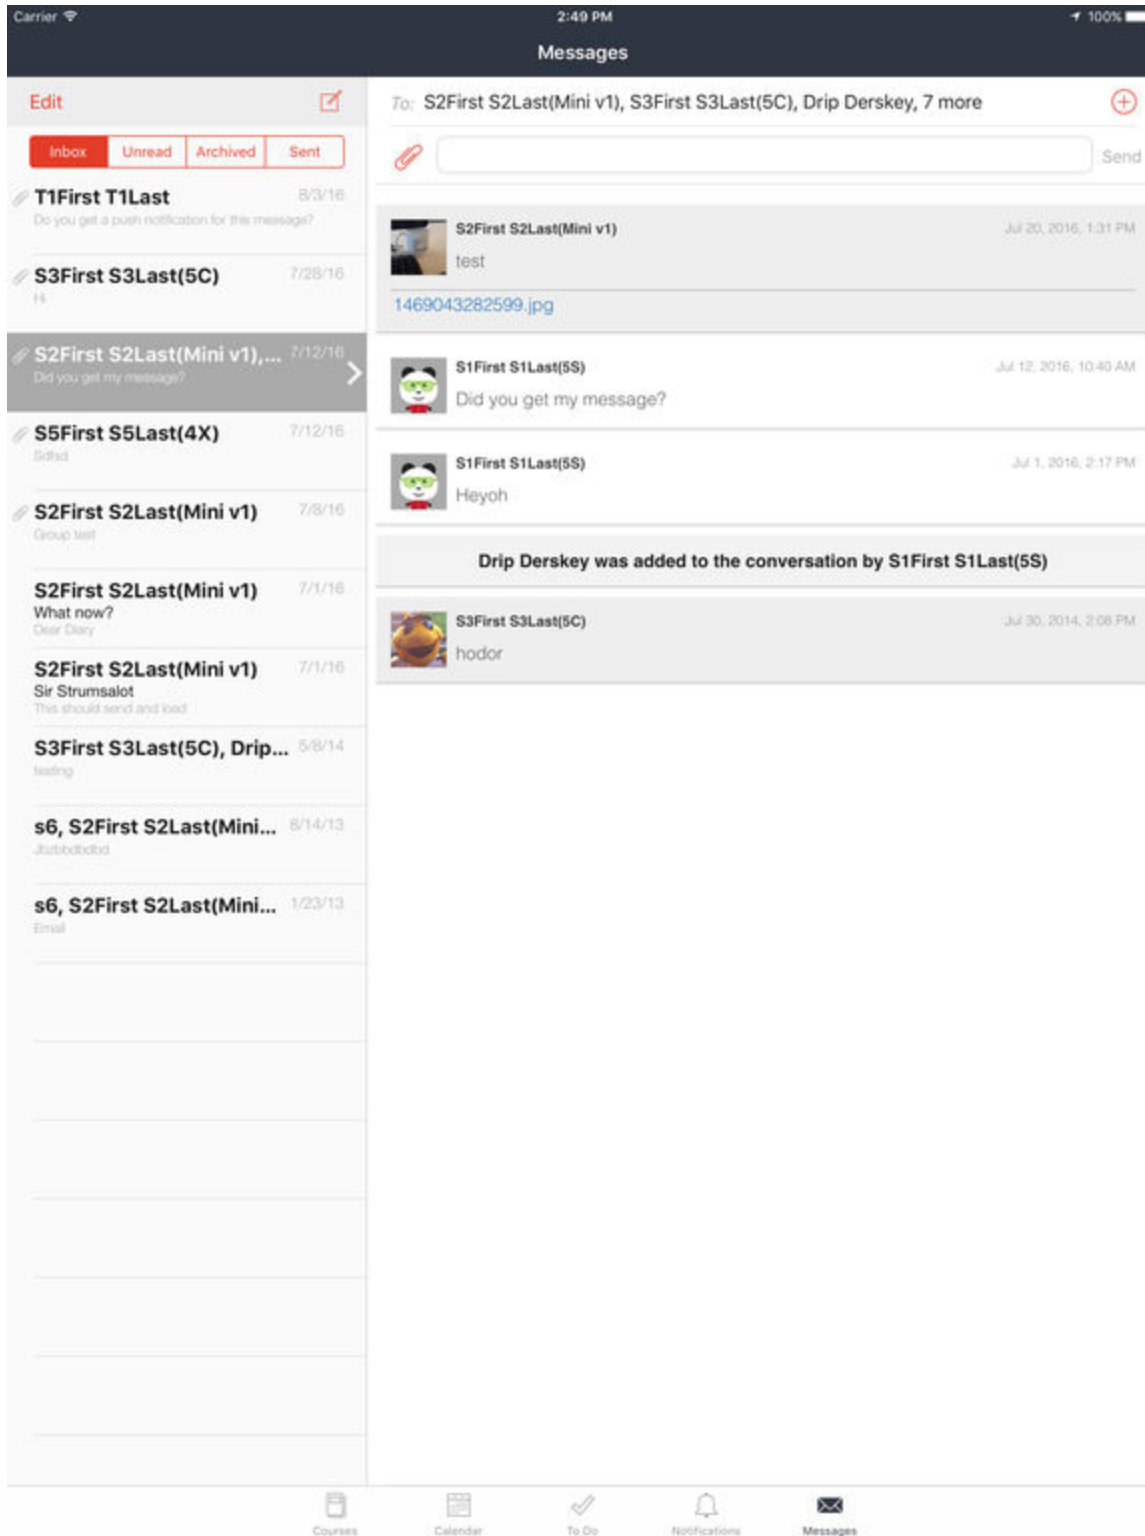 Carrier
2:49 PM
100%
Messages
Edit
Inbox
Unread
Archived
Sent
T1First T1Last
8/3/16
Do you get a push notification for this message?
S3First S3Last(5C)
7/28/16
Hi
S2First S2Last(Mini v1),...
7/12/16
Did you get my message?
S5First S5Last(4X)
7/12/16
S2First S2Last(Mini v1)
7/8/16
Group test
S2First S2Last(Mini v1)
7/1/16
What now?
Dear Diary
S2First S2Last(Mini v1)
7/1/16
Sir Strumsalot
This should send and load
S3First S3Last(5C), Drip...
5/8/14
testing
s6, S2First S2Last(Mini...
8/14/13
s6, S2First S2Last(Mini...
1/23/13
Email
To: S2First S2Last(Mini v1), S3First S3Last(5C), Drip Derskey, 7 more
Send
S2First S2Last(Mini v1)
Jul 20, 2016, 1:31 PM
test
1469043282599.jpg
S1First S1Last(5S)
Jul 12, 2016, 10:40 AM
Did you get my message?
S1First S1Last(5S)
Jul 1, 2016, 2:17 PM
Heyoh
Drip Derskey was added to the conversation by S1First S1Last(5S)
S3First S3Last(5C)
Jul 30, 2014, 2:08 PM
hodor
Courses
Calendar
To Do
Notifications
Messages